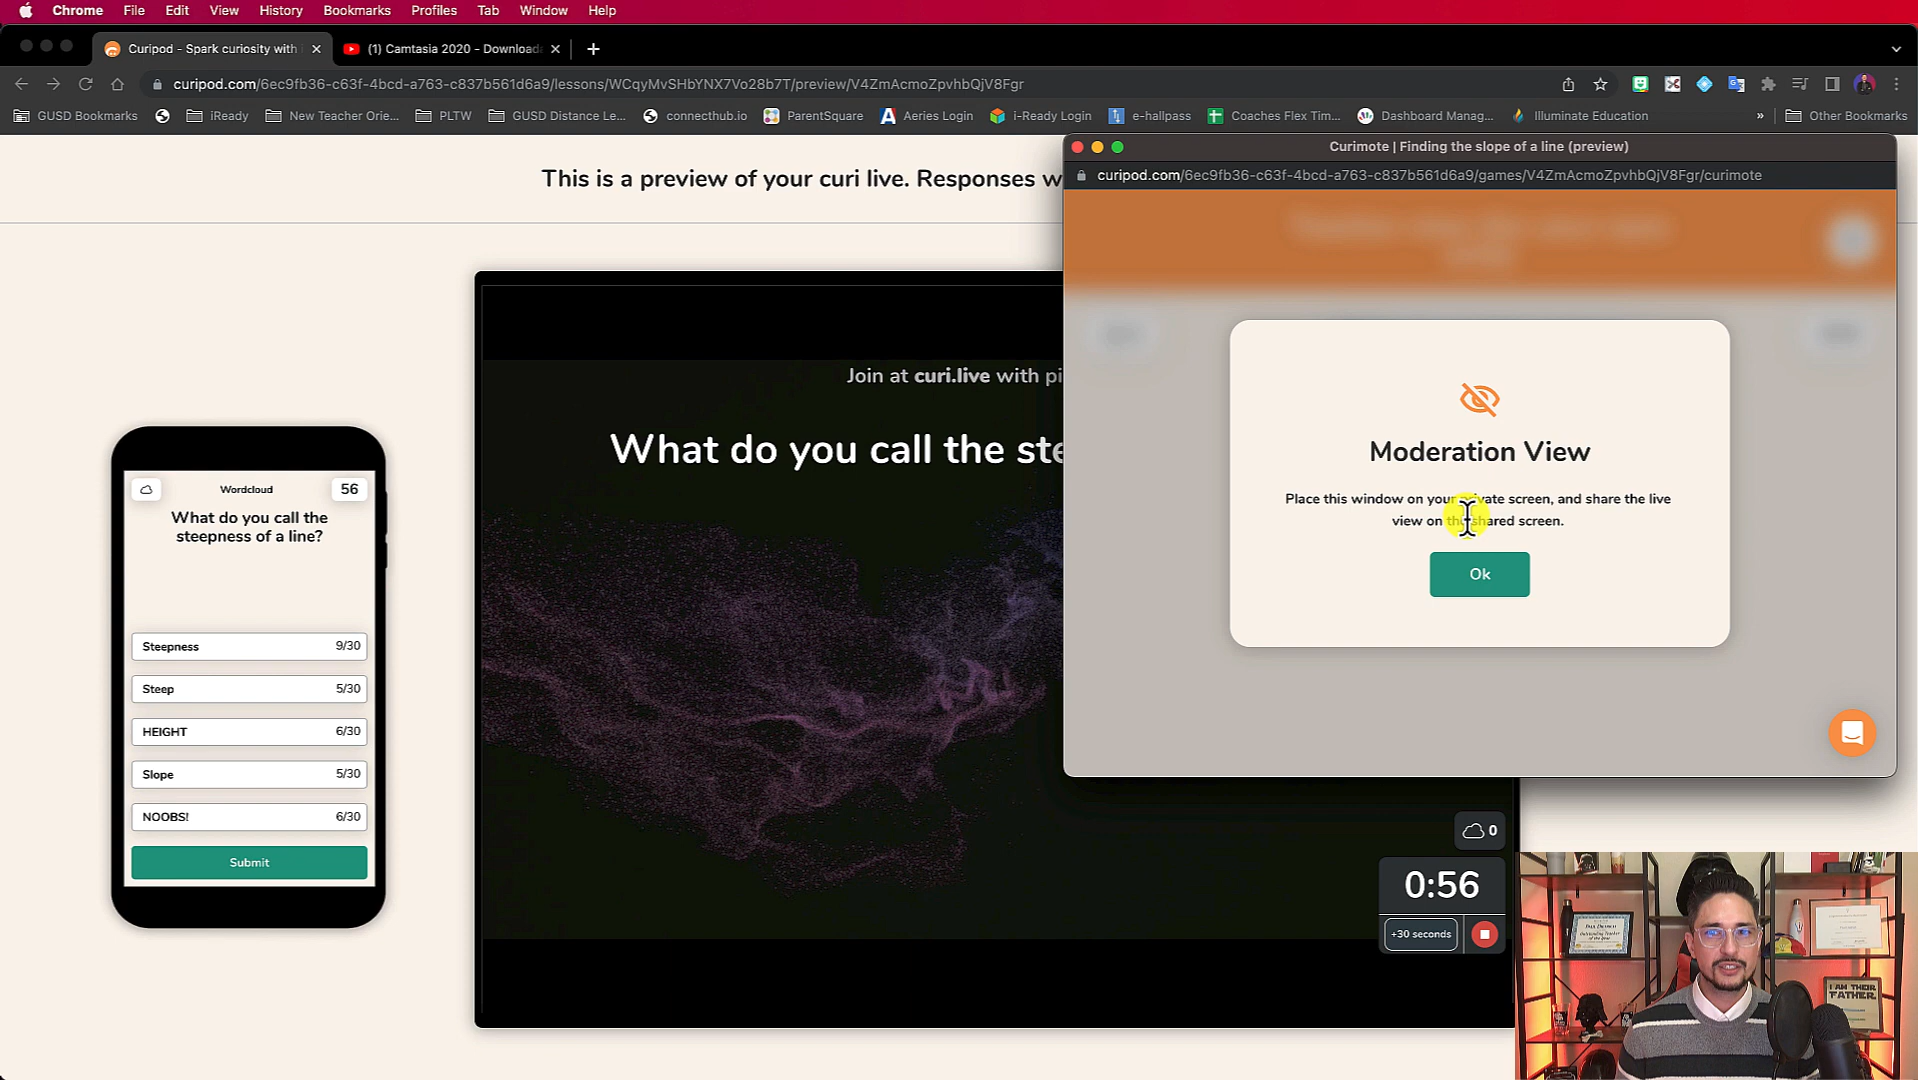 Chrome File Edit View History Bookmarks Profiles Tab Window Help
Curipod - Spark curiosity with
(1) Camtasia 2020 - Download
curipod.com/6ec9fb36-c63f-4bcd-a763-c837b561d6a9/lessons/WCqyMvSHbYNX7Vo28b7T/preview/V4ZmAcmoZpvhbQjV8Fgr
GUSD Bookmarks iReady New Teacher Orie... PLTW GUSD Distance Le... connecthub.io ParentSquare Aeries Login i-Ready Login e-hallpass Coaches Flex Tim... Dashboard Manag... Illuminate Education » Other Bookmarks
This is a preview of your curi live. Responses w
Curimote | Finding the slope of a line (preview)
curipod.com/6ec9fb36-c63f-4bcd-a763-c837b561d6a9/games/V4ZmAcmoZpvhbQjV8Fgr/curimote
Moderation View
Place this window on your private screen, and share the live
view on the shared screen.
Ok
Join at curi.live with pi
What do you call the ste
0
0:56
+30 seconds
Wordcloud
56
What do you call the
steepness of a line?
Steepness 9/30
Steep 5/30
HEIGHT 6/30
Slope 5/30
NOOBS! 6/30
Submit
I AM THEIR
FATHER.